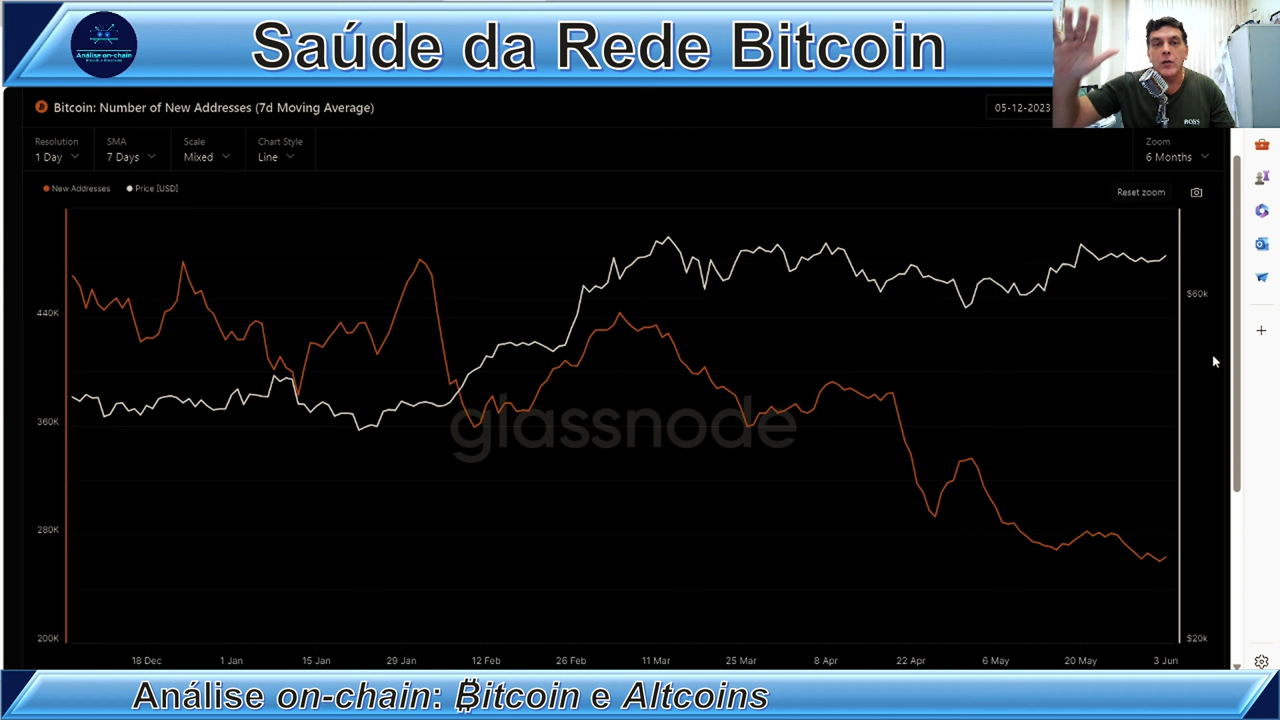 Análise on-chain
Saúde da Rede Bitcoin
Bitcoin: Number of New Addresses (7d Moving Average)
05-12-2023
Resolution
1 Day
SMA
7 Days
Scale
Mixed
Chart Style
Line
Zoom
6 Months
New Addresses
Price [USD]
Reset zoom
440K
360K
280K
200K
$60k
$20k
glassnode
18 Dec
1 Jan
15 Jan
29 Jan
12 Feb
26 Feb
11 Mar
25 Mar
8 Apr
22 Apr
6 May
20 May
3 Jun
Análise on-chain: ₿itcoin e Altcoins